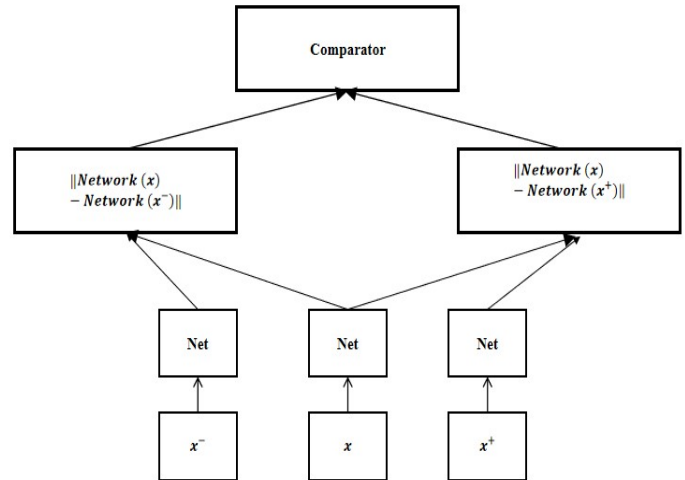 Comparator
‖Network (x)
− Network (x⁻)‖
‖Network (x)
− Network (x⁺)‖
Net
Net
Net
x⁻
x
x⁺